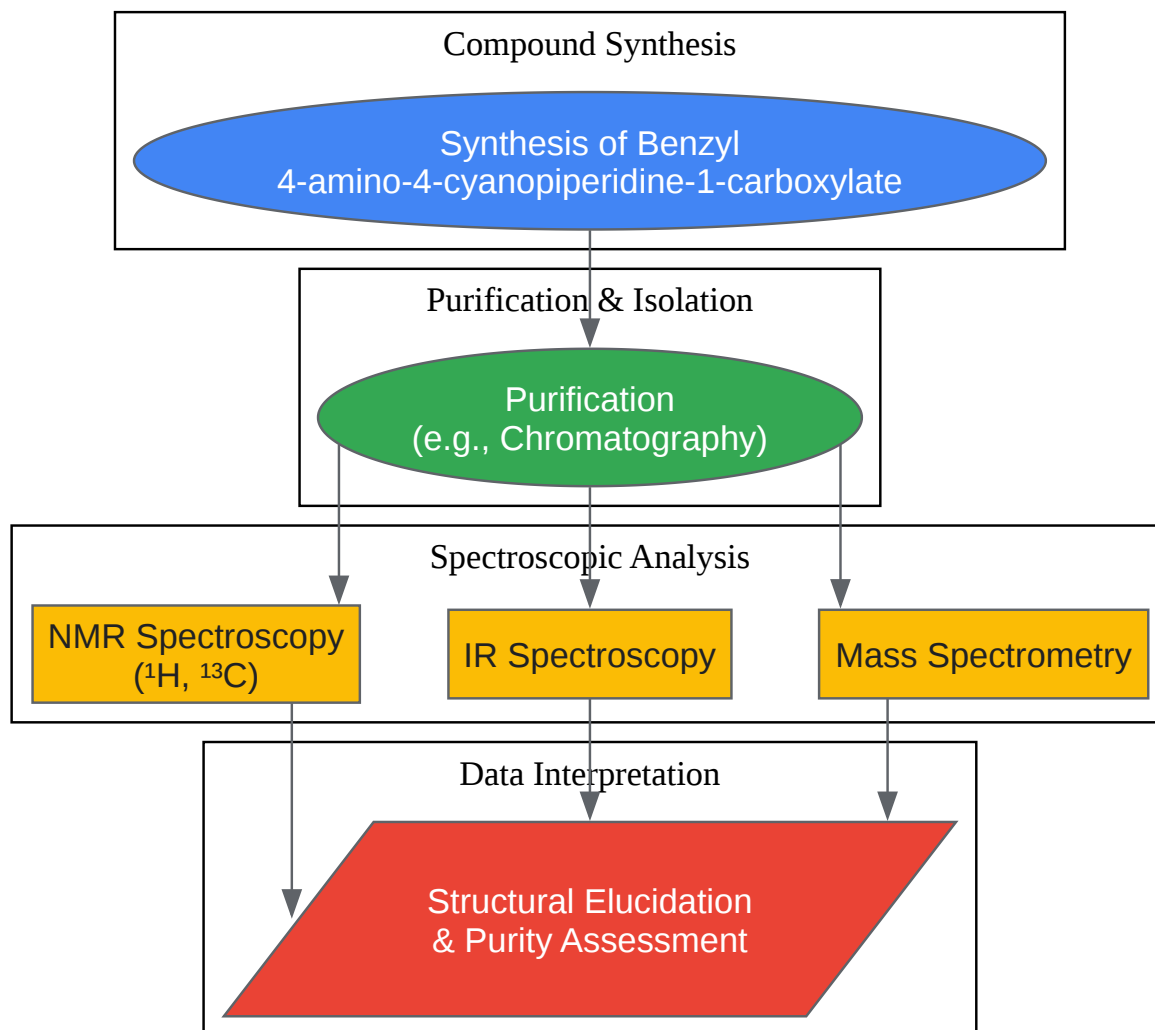 Compound Synthesis
Synthesis of Benzyl
4-amino-4-cyanopiperidine-1-carboxylate
Purification & Isolation
Purification
(e.g., Chromatography)
Spectroscopic Analysis
NMR Spectroscopy
(¹H, ¹³C)
IR Spectroscopy
Mass Spectrometry
Data Interpretation
Structural Elucidation
& Purity Assessment